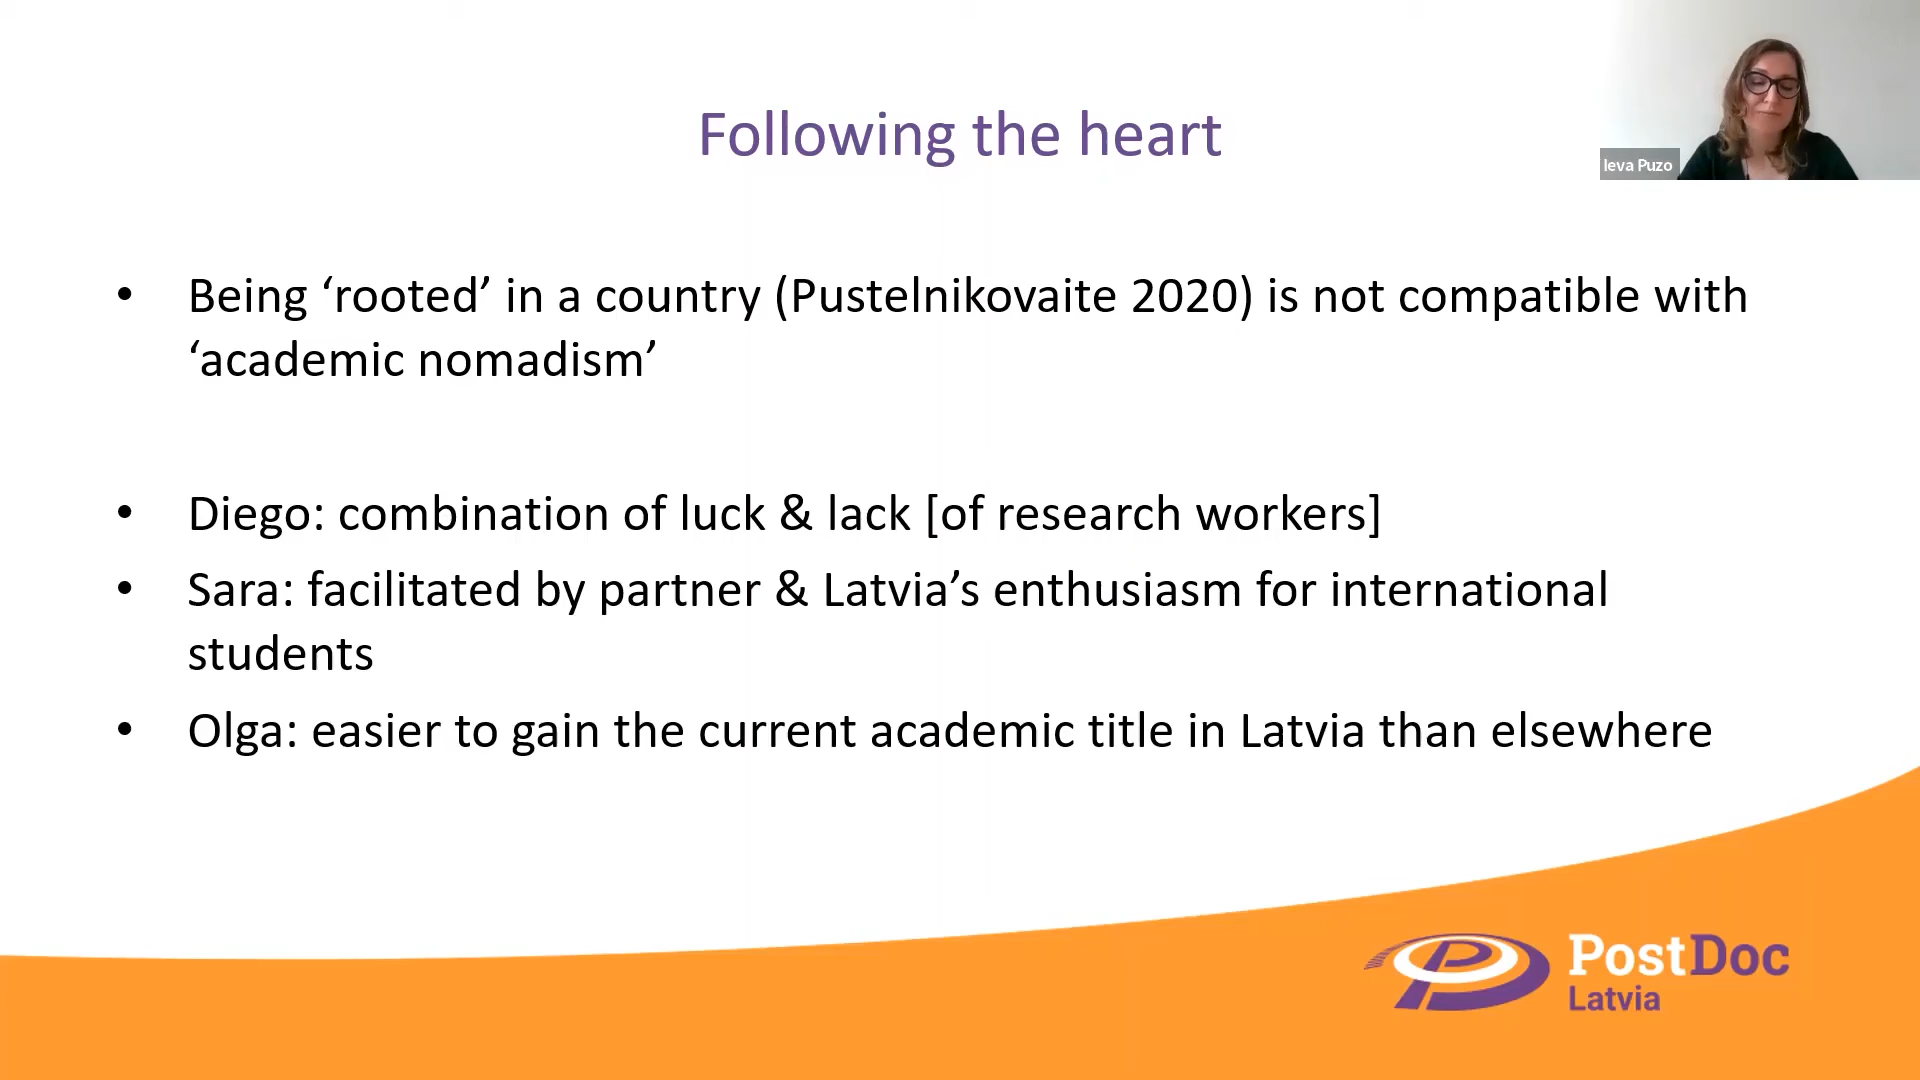 Following the heart
Ieva Puzo
• Being ‘rooted’ in a country (Pustelnikovaite 2020) is not compatible with
‘academic nomadism’
• Diego: combination of luck & lack [of research workers]
• Sara: facilitated by partner & Latvia’s enthusiasm for international
students
• Olga: easier to gain the current academic title in Latvia than elsewhere
PostDoc
Latvia